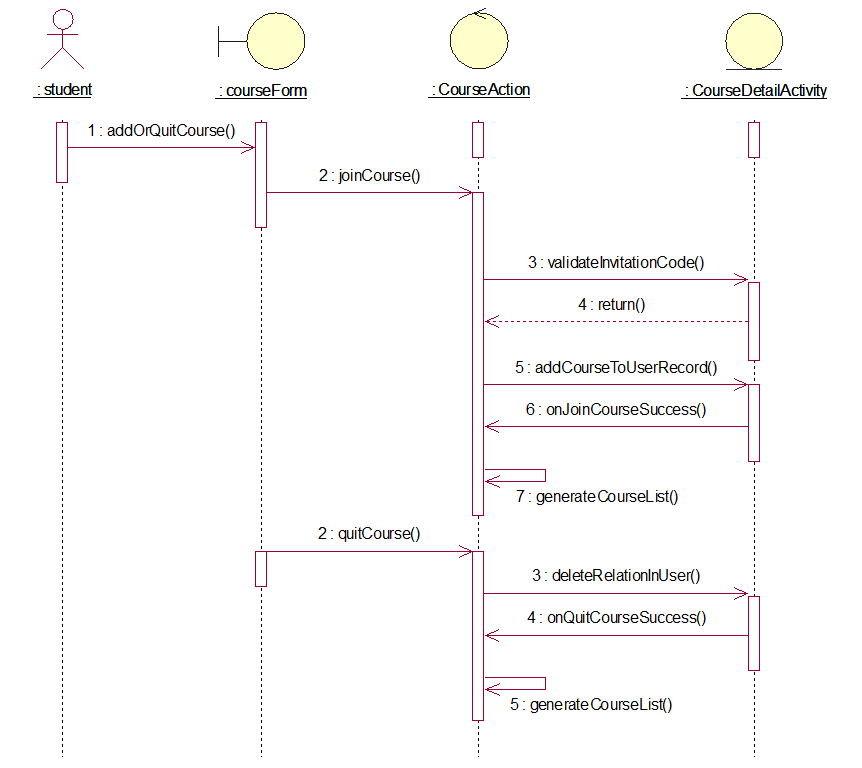 : student
: courseForm
: CourseAction
: CourseDetailActivity
1 : addOrQuitCourse()
2 : joinCourse()
3 : validateInvitationCode()
4 : return()
5 : addCourseToUserRecord()
6 : onJoinCourseSuccess()
7 : generateCourseList()
2 : quitCourse()
3 : deleteRelationInUser()
4 : onQuitCourseSuccess()
5 : generateCourseList()